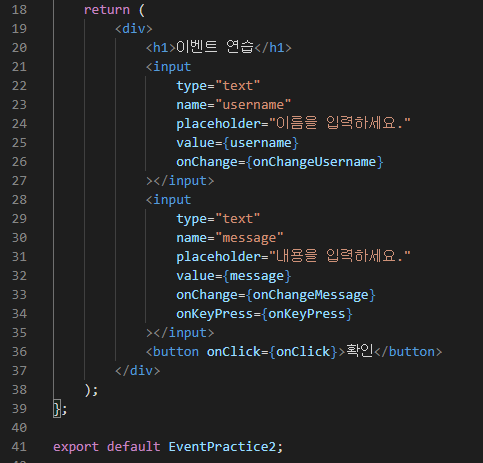 18 return (
19 <div>
20 <h1>이벤트 연습</h1>
21 <input
22 type="text"
23 name="username"
24 placeholder="이름을 입력하세요."
25 value={username}
26 onChange={onChangeUsername}
27 ></input>
28 <input
29 type="text"
30 name="message"
31 placeholder="내용을 입력하세요."
32 value={message}
33 onChange={onChangeMessage}
34 onKeyPress={onKeyPress}
35 ></input>
36 <button onClick={onClick}>확인</button>
37 </div>
38 );
39 };
40
41 export default EventPractice2;